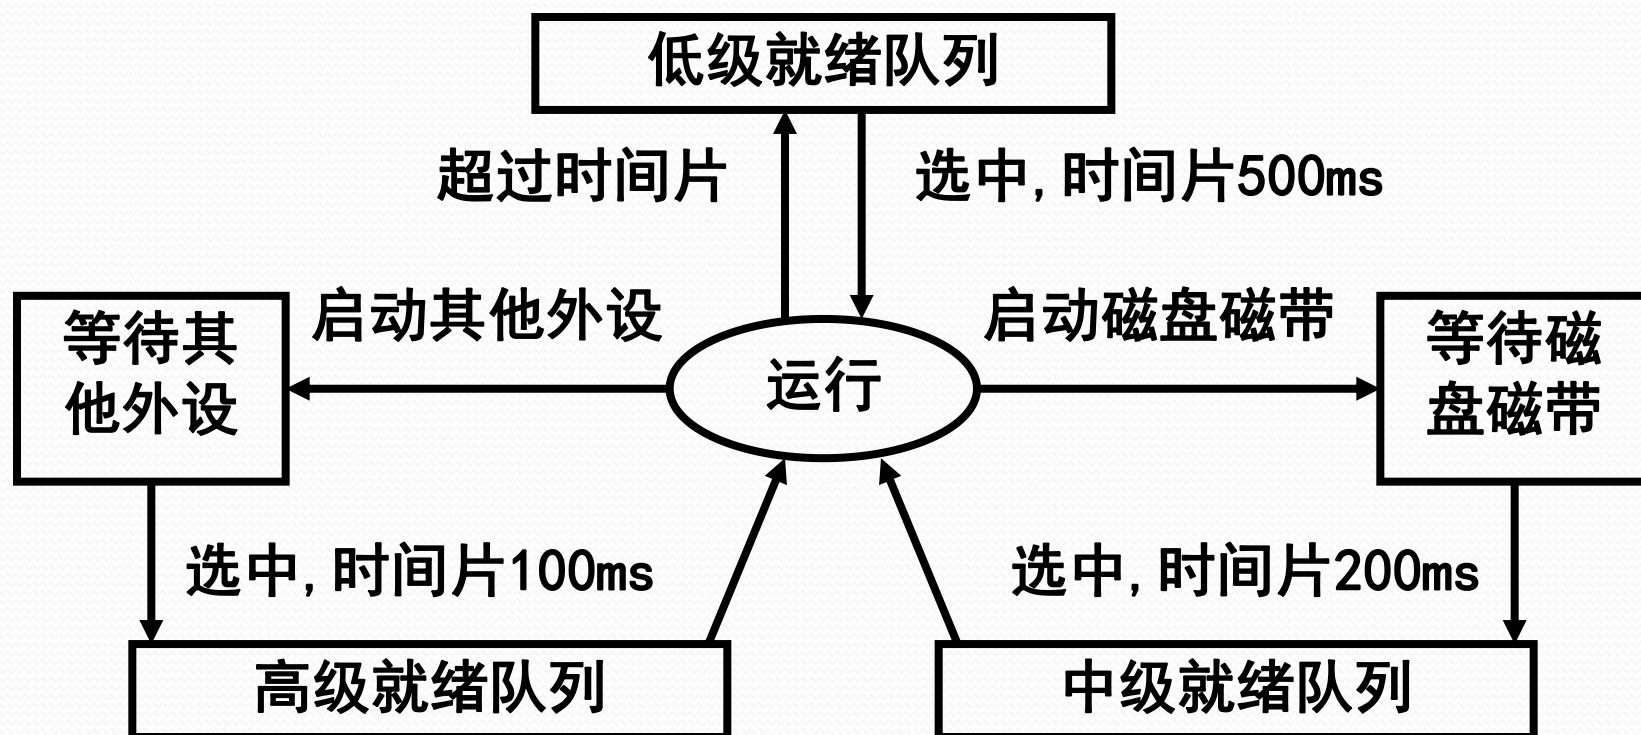 低级就绪队列
超过时间片
选中,时间片500ms
启动其他外设
启动磁盘磁带
等待其
他外设
运行
等待磁
盘磁带
选中,时间片100ms
选中,时间片200ms
高级就绪队列
中级就绪队列